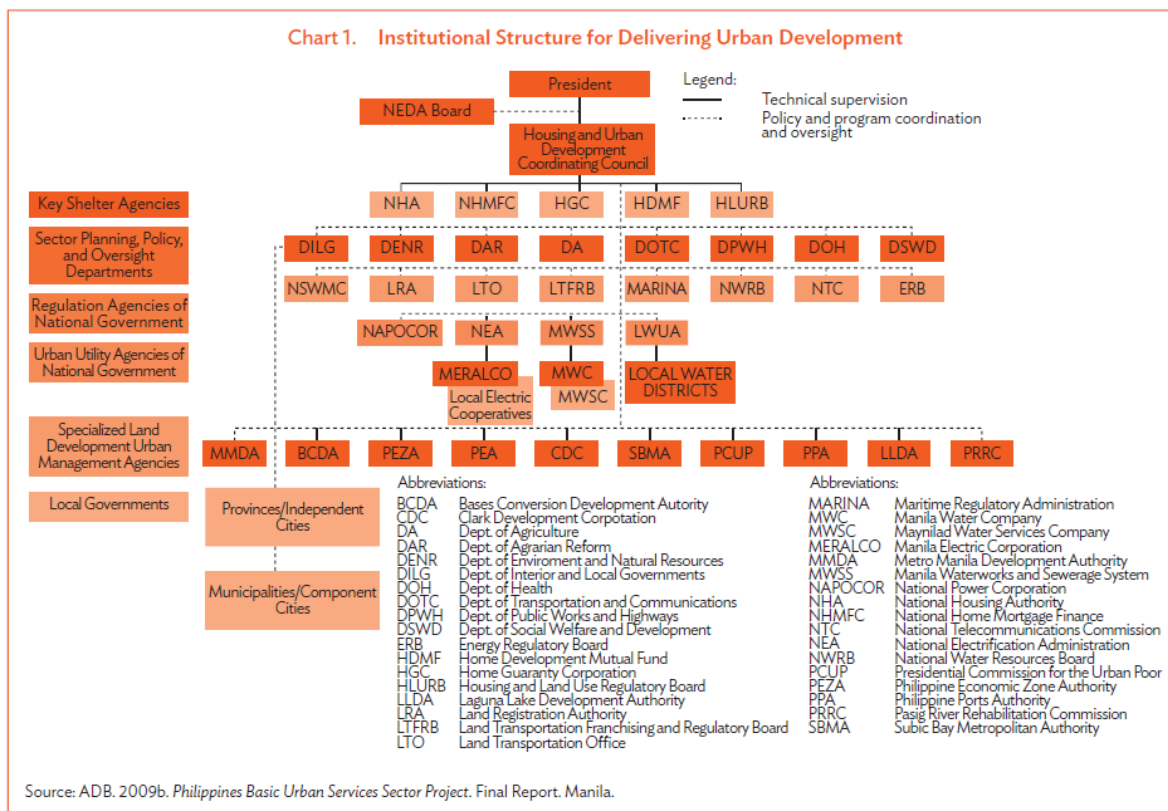 Chart 1. Institutional Structure for Delivering Urban Development
President
Legend:
Technical supervision
Policy and program coordination
and oversight
NEDA Board
Housing and Urban
Development
Coordinating Council
Key Shelter Agencies
NHA NHMFC HGC HDMF HLURB
Sector Planning, Policy,
and Oversight
Departments
DILG DENR DAR DA DOTC DPWH DOH DSWD
NSWMC LRA LTO LTFRB MARINA NWRB NTC ERB
Regulation Agencies of
National Government
NAPOCOR NEA MWSS LWUA
Urban Utility Agencies of
National Government
MERALCO MWC LOCAL WATER
DISTRICTS
Local Electric
Cooperatives
MWSC
Specialized Land
Development Urban
Management Agencies
MMDA BCDA PEZA PEA CDC SBMA PCUP PPA LLDA PRRC
Local Governments
Provinces/Independent
Cities
Municipalities/Component
Cities
Abbreviations:
BCDA Bases Conversion Development Autority
CDC Clark Development Corpotation
DA Dept. of Agriculture
DAR Dept. of Agrarian Reform
DENR Dept. of Enviroment and Natural Resources
DILG Dept. of Interior and Local Governments
DOH Dept. of Health
DOTC Dept. of Transportation and Communications
DPWH Dept. of Public Works and Highways
DSWD Dept. of Social Welfare and Development
ERB Energy Regulatory Board
HDMF Home Development Mutual Fund
HGC Home Guaranty Corporation
HLURB Housing and Land Use Regulatory Board
LLDA Laguna Lake Development Authority
LRA Land Registration Authority
LTFRB Land Transportation Franchising and Regulatory Board
LTO Land Transportation Office
Abbreviations:
MARINA Maritime Regulatory Administration
MWC Manila Water Company
MWSC Maynilad Water Services Company
MERALCO Manila Electric Corporation
MMDA Metro Manila Development Authority
MWSS Manila Waterworks and Sewerage System
NAPOCOR National Power Corporation
NHA National Housing Authority
NHMFC National Home Mortgage Finance
NTC National Telecommunications Commission
NEA National Electrification Administration
NWRB National Water Resources Board
PCUP Presidential Commission for the Urban Poor
PEZA Philippine Economic Zone Authority
PPA Philippine Ports Authority
PRRC Pasig River Rehabilitation Commission
SBMA Subic Bay Metropolitan Authority
Source: ADB. 2009b. Philippines Basic Urban Services Sector Project. Final Report. Manila.